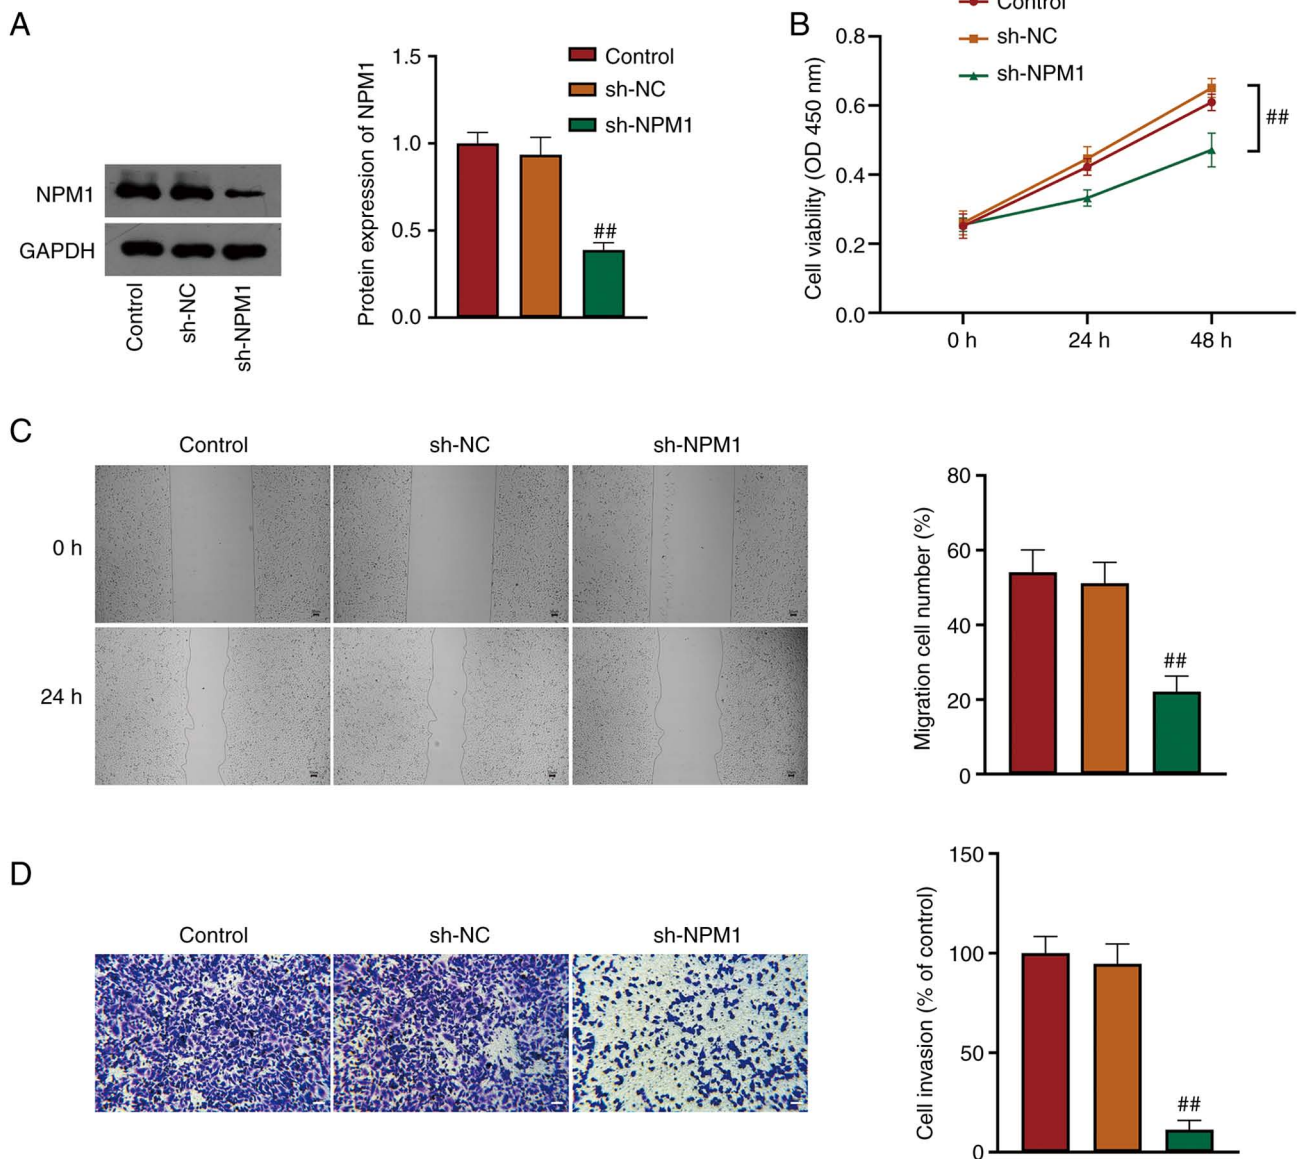 A
Protein expression of NPM1
1.5
1.0
0.5
0.0
Control
sh-NC
sh-NPM1
##
NPM1
GAPDH
Control
sh-NC
sh-NPM1
B
Cell viability (OD 450 nm)
0.8
0.6
0.4
0.2
0.0
Control
sh-NC
sh-NPM1
##
0 h
24 h
48 h
C
Control
sh-NC
sh-NPM1
0 h
24 h
Migration cell number (%)
80
60
40
20
0
##
D
Control
sh-NC
sh-NPM1
Cell invasion (% of control)
150
100
50
0
##